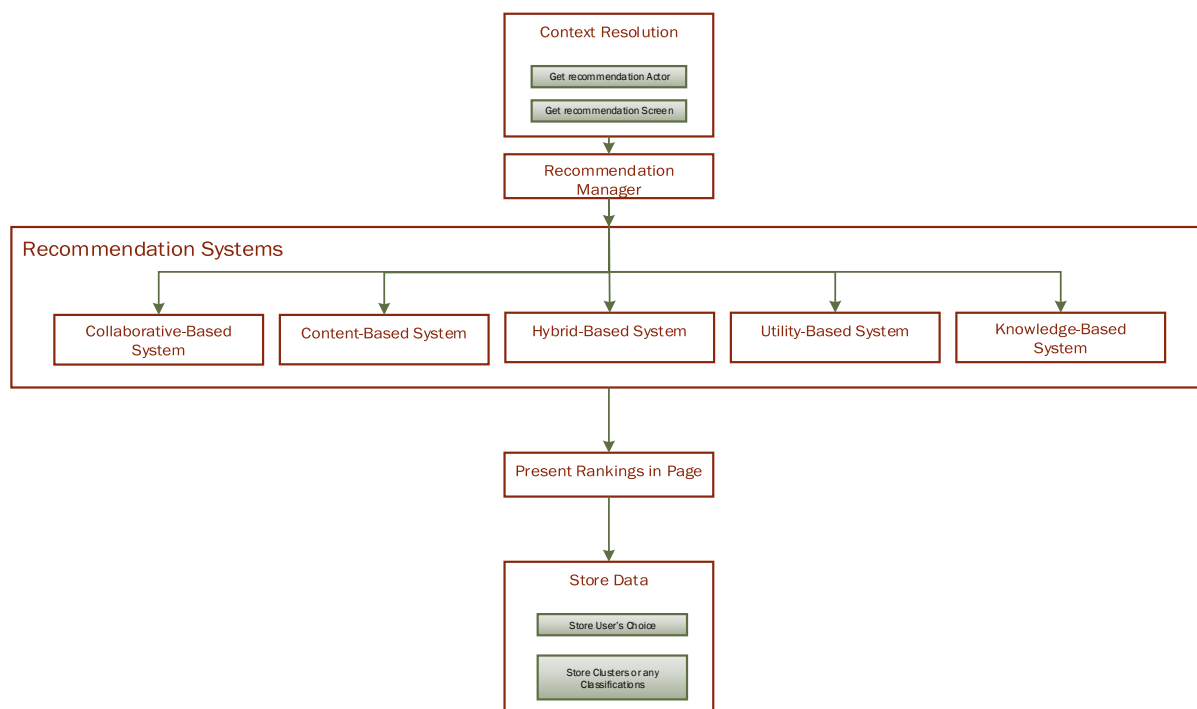 Context Resolution
Get recommendation Actor
Get recommendation Screen
Recommendation
Manager
Recommendation Systems
Collaborative-Based
System
Content-Based System
Hybrid-Based System
Utility-Based System
Knowledge-Based
System
Present Rankings in Page
Store Data
Store User's Choice
Store Clusters or any
Classifications